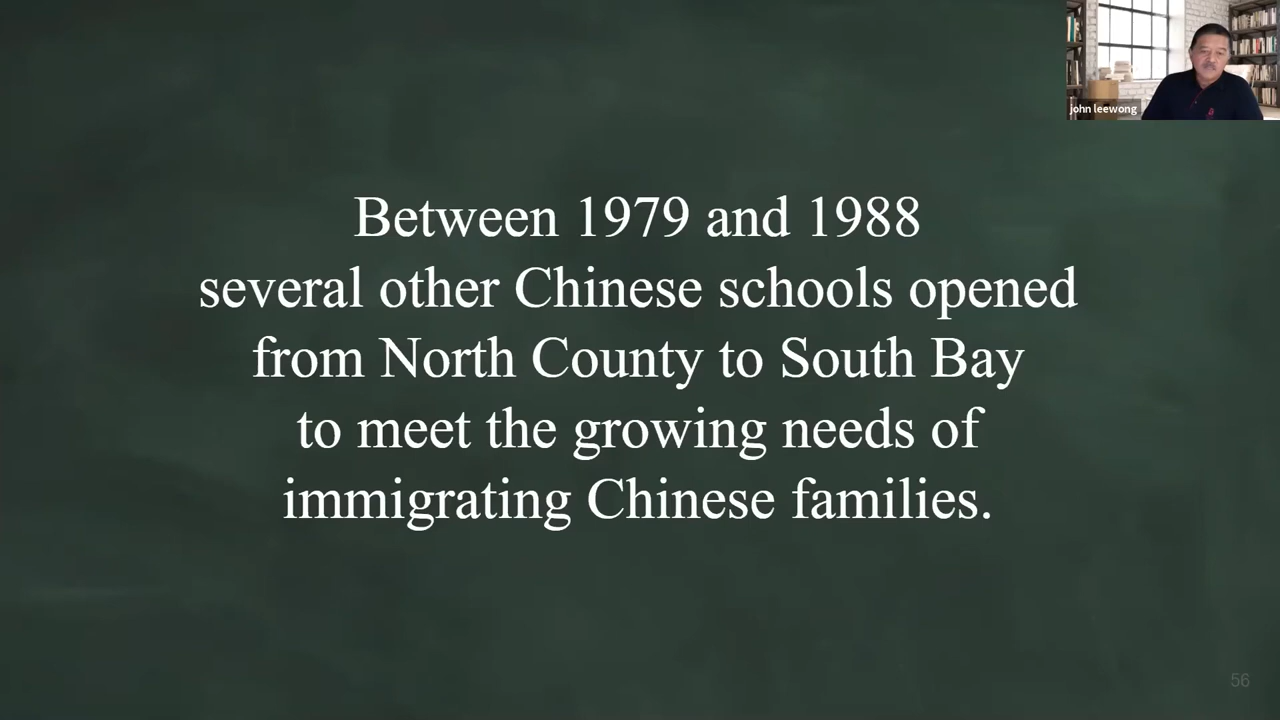 john leewong
Between 1979 and 1988
several other Chinese schools opened
from North County to South Bay
to meet the growing needs of
immigrating Chinese families.
56